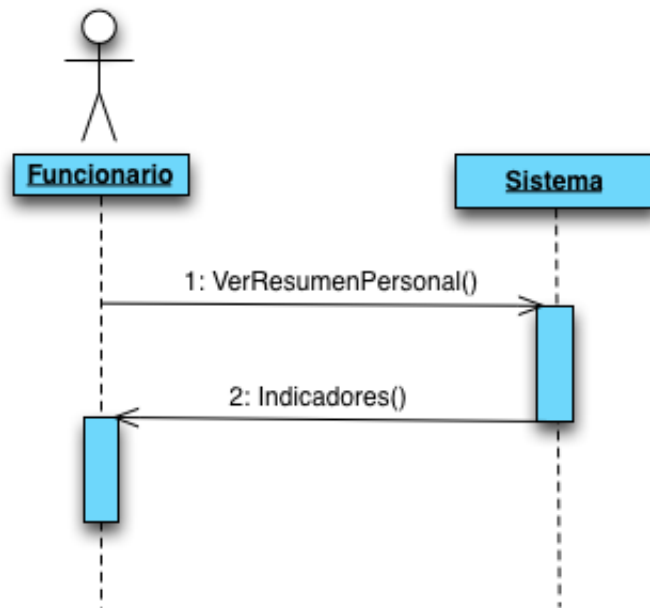 Funcionario
Sistema
1: VerResumenPersonal()
2: Indicadores()